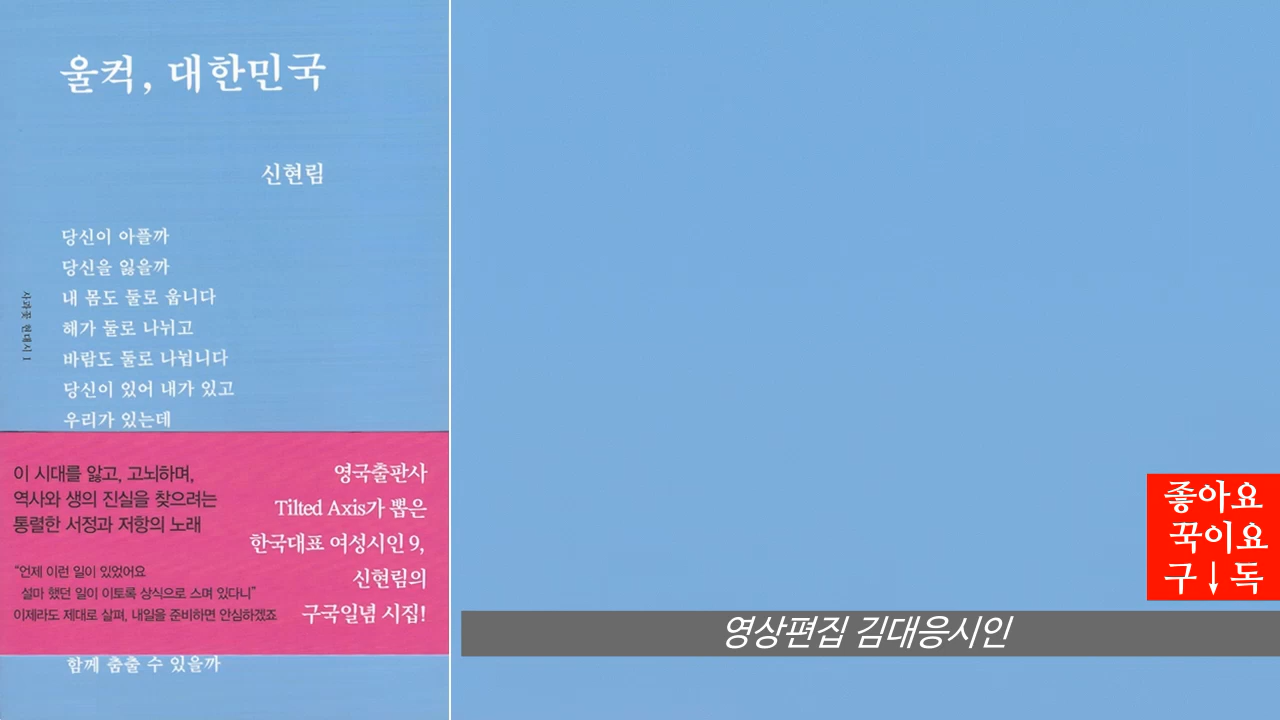 울컥, 대한민국
신현림
당신이 아플까
당신을 잃을까
내 몸도 둘로 웁니다
해가 둘로 나뉘고
바람도 둘로 나뉩니다
당신이 있어 내가 있고
우리가 있는데
사과꽃 현대시 1
이 시대를 앓고, 고뇌하며,
역사와 생의 진실을 찾으려는
통렬한 서정과 저항의 노래
“언제 이런 일이 있었어요
설마 했던 일이 이토록 상식으로 스며 있다니”
이제라도 제대로 살펴, 내일을 준비하면 안심하겠죠
영국출판사
Tilted Axis가 뽑은
한국대표 여성시인 9,
신현림의
구국일념 시집!
함께 춤출 수 있을까
좋아요
꾹이요
구↓독
영상편집 김대응시인